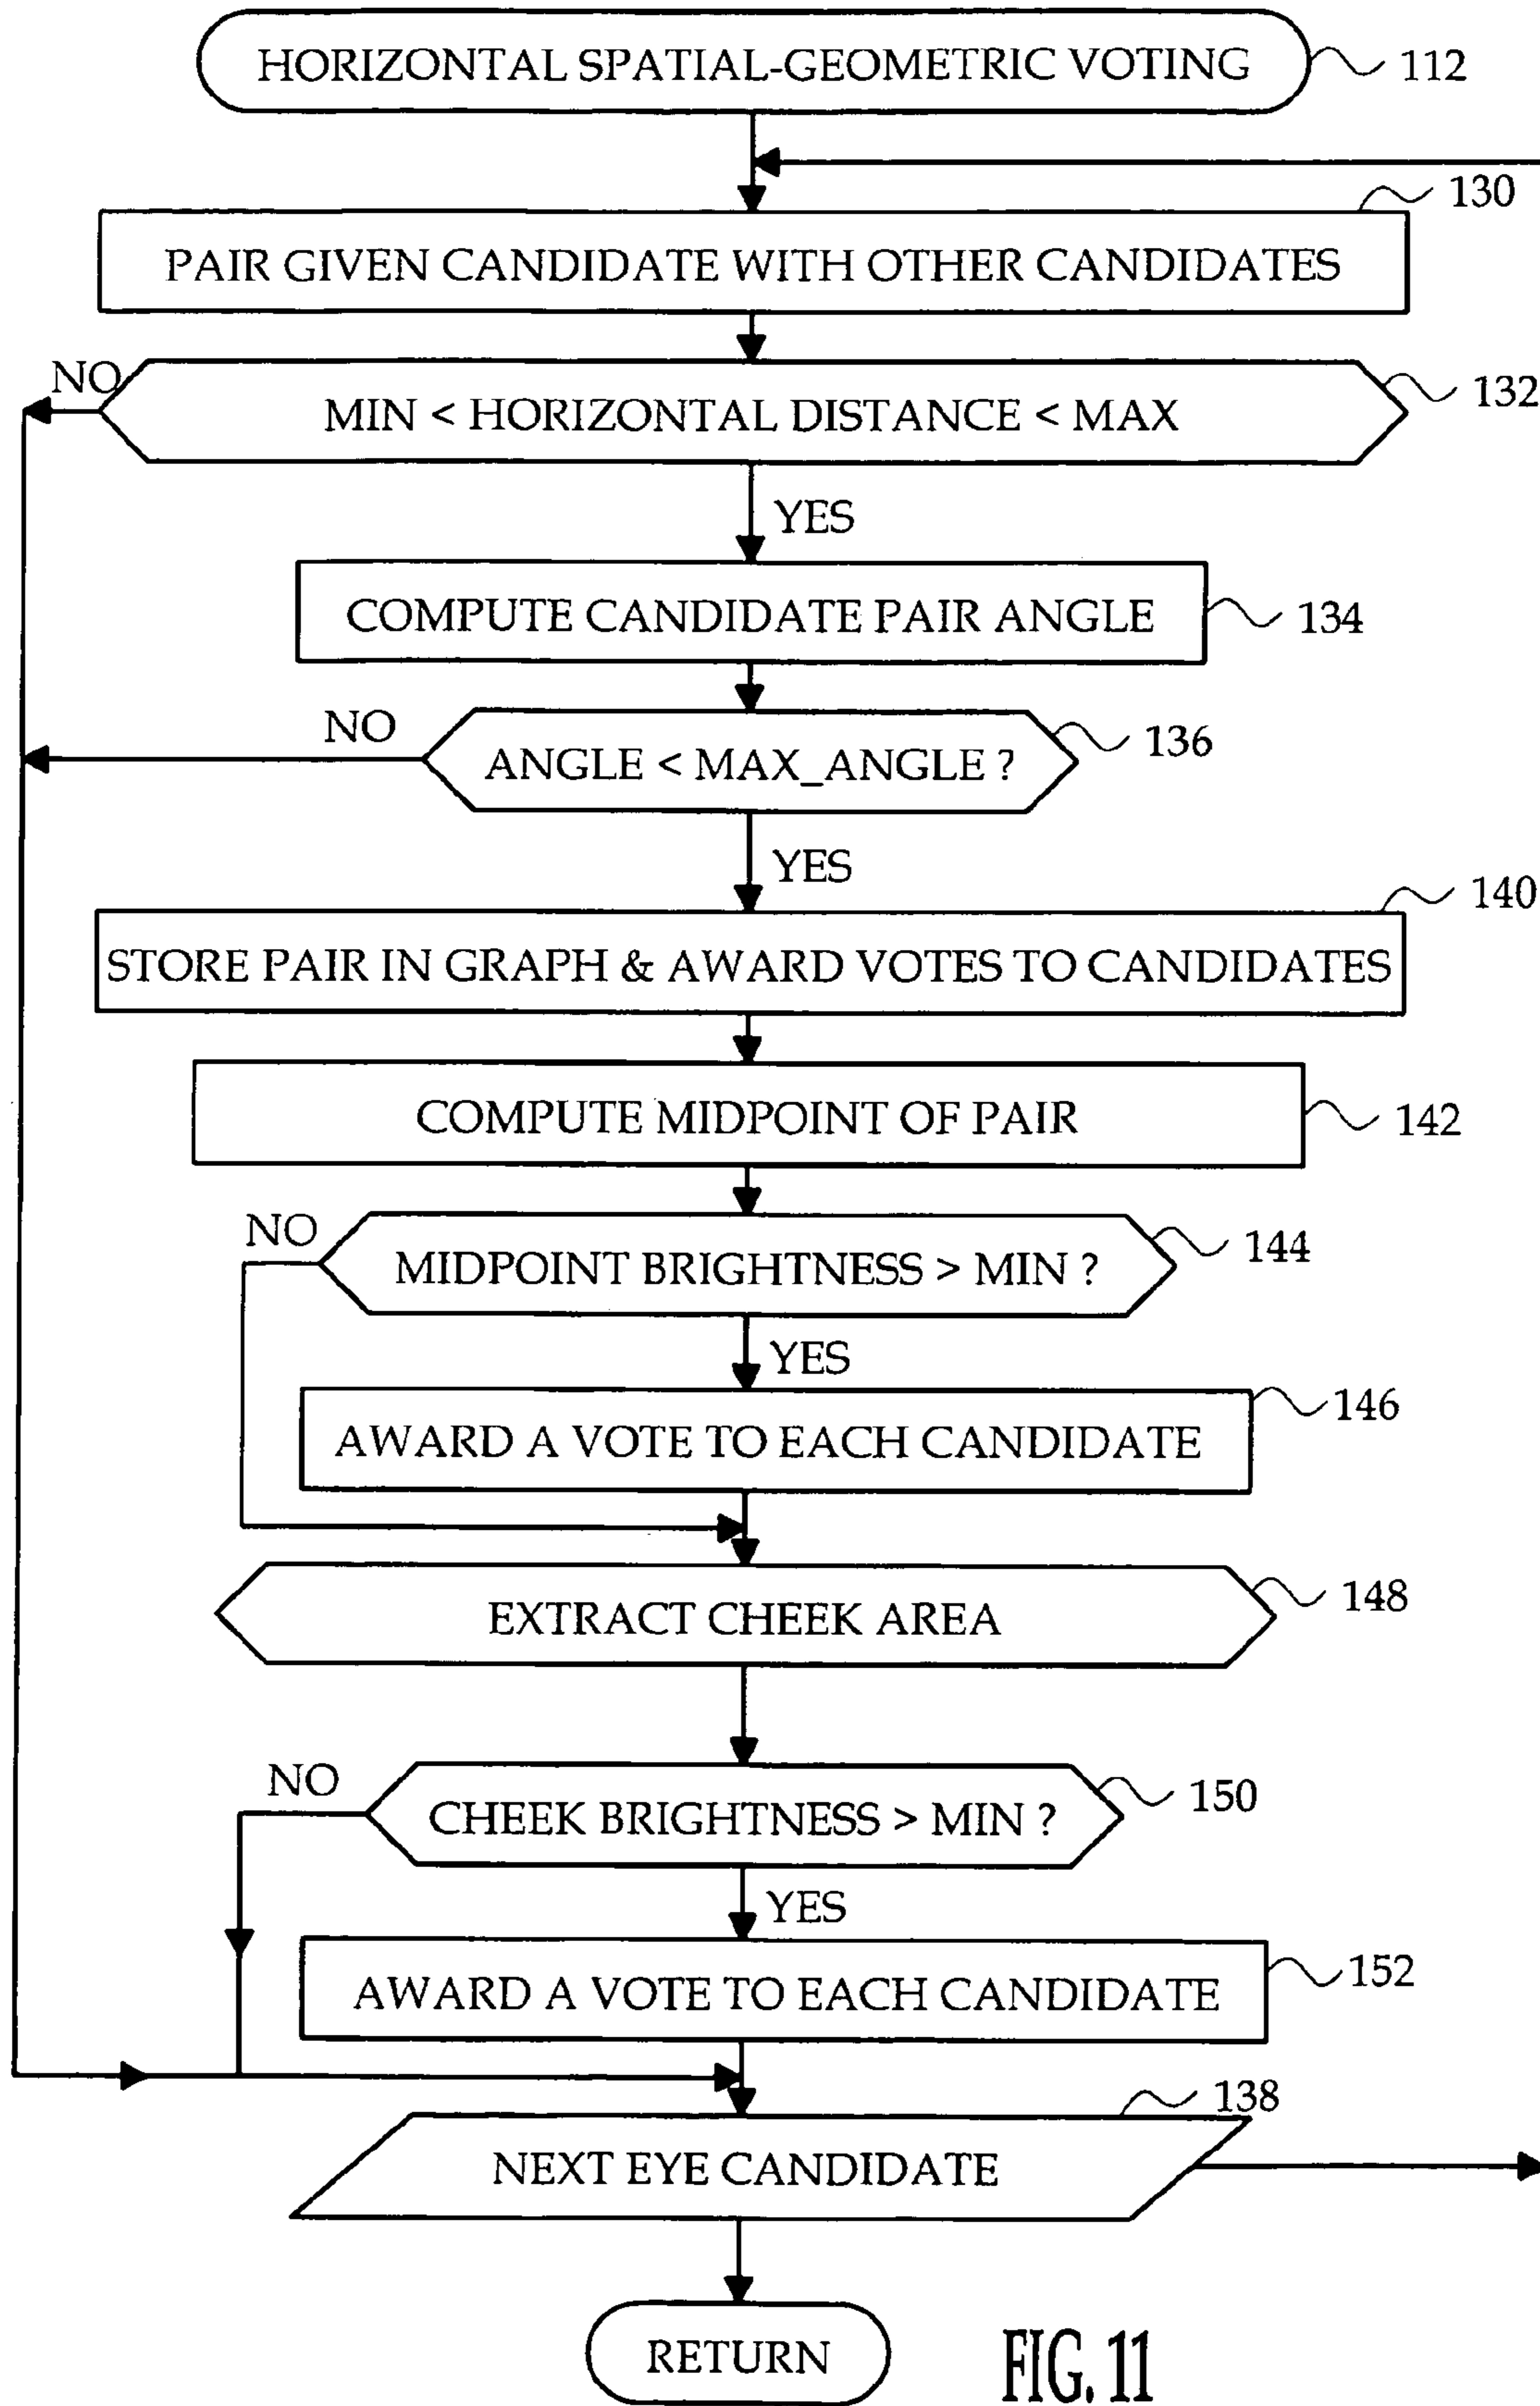 HORIZONTAL SPATIAL-GEOMETRIC VOTING 112
130
PAIR GIVEN CANDIDATE WITH OTHER CANDIDATES
NO
MIN < HORIZONTAL DISTANCE < MAX 132
YES
COMPUTE CANDIDATE PAIR ANGLE 134
NO
ANGLE < MAX_ANGLE ? 136
YES
140
STORE PAIR IN GRAPH & AWARD VOTES TO CANDIDATES
COMPUTE MIDPOINT OF PAIR 142
NO
MIDPOINT BRIGHTNESS > MIN ? 144
YES
146
AWARD A VOTE TO EACH CANDIDATE
EXTRACT CHEEK AREA 148
NO
CHEEK BRIGHTNESS > MIN ? 150
YES
AWARD A VOTE TO EACH CANDIDATE 152
138
NEXT EYE CANDIDATE
RETURN
FIG. 11